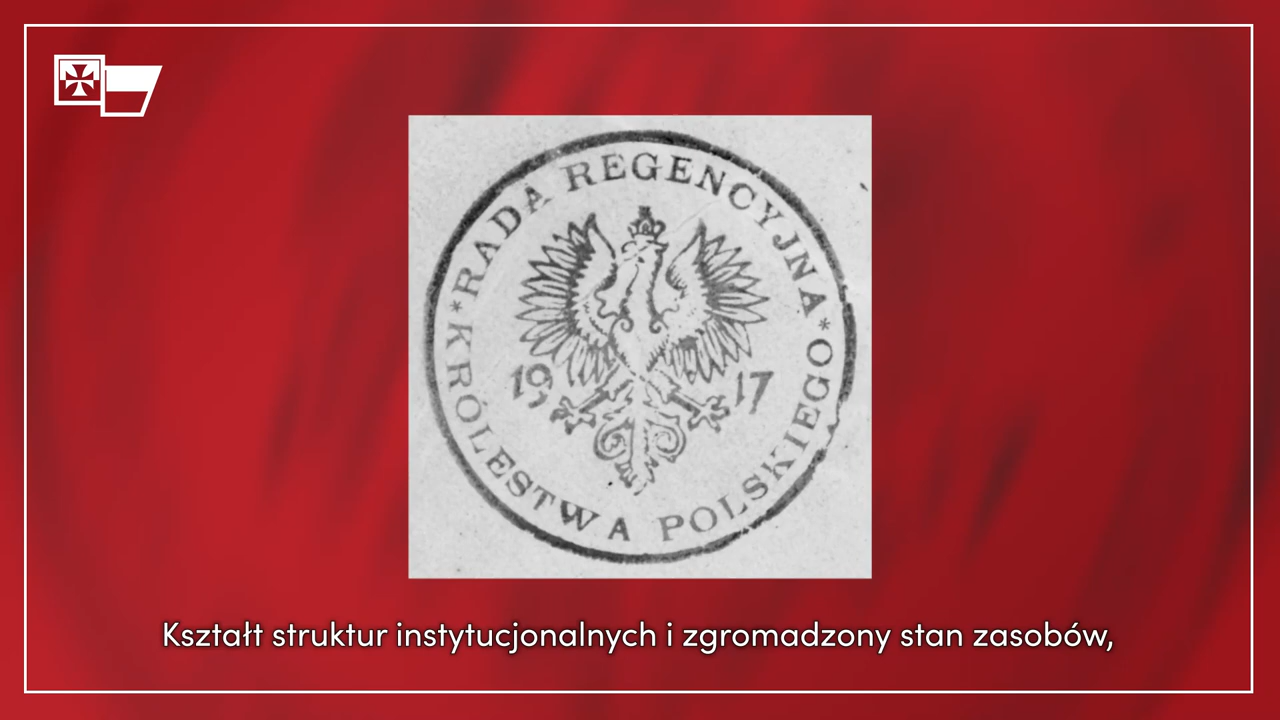 *RADA REGENCYJNA*
KRÓLESTWA POLSKIEGO
1917
Kształt struktur instytucjonalnych i zgromadzony stan zasobów,